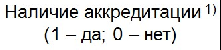 Наличие аккредитации 1)
(1 – да; 0 – нет)